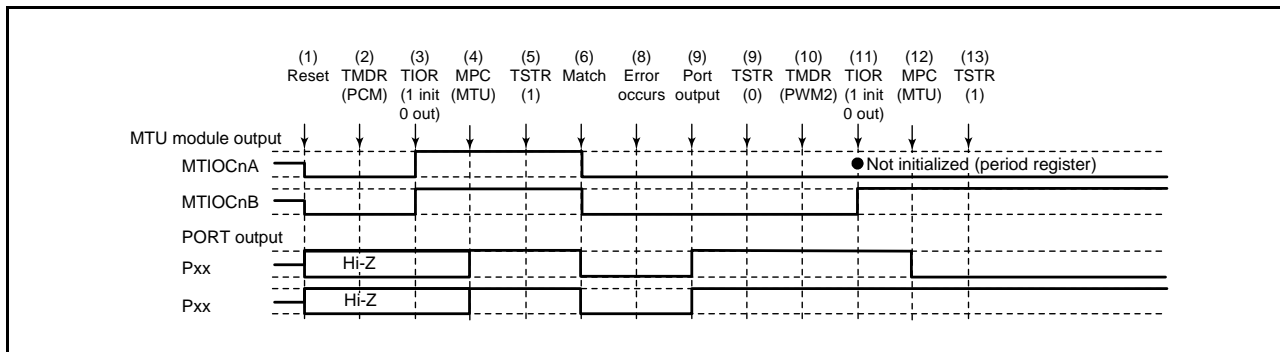 (1) (2) (3) (4) (5) (6) (8) (9) (9) (10) (11) (12) (13)
Reset TMDR TIOR MPC TSTR Match Error Port TSTR TMDR TIOR MPC TSTR
(PCM) (1 init (MTU) (1) occurs output (0) (PWM2) (1 init (MTU) (1)
0 out) 0 out)
MTU module output
MTIOCnA Not initialized (period register)
MTIOCnB
PORT output
Pxx Hi-Z
Pxx Hi-Z